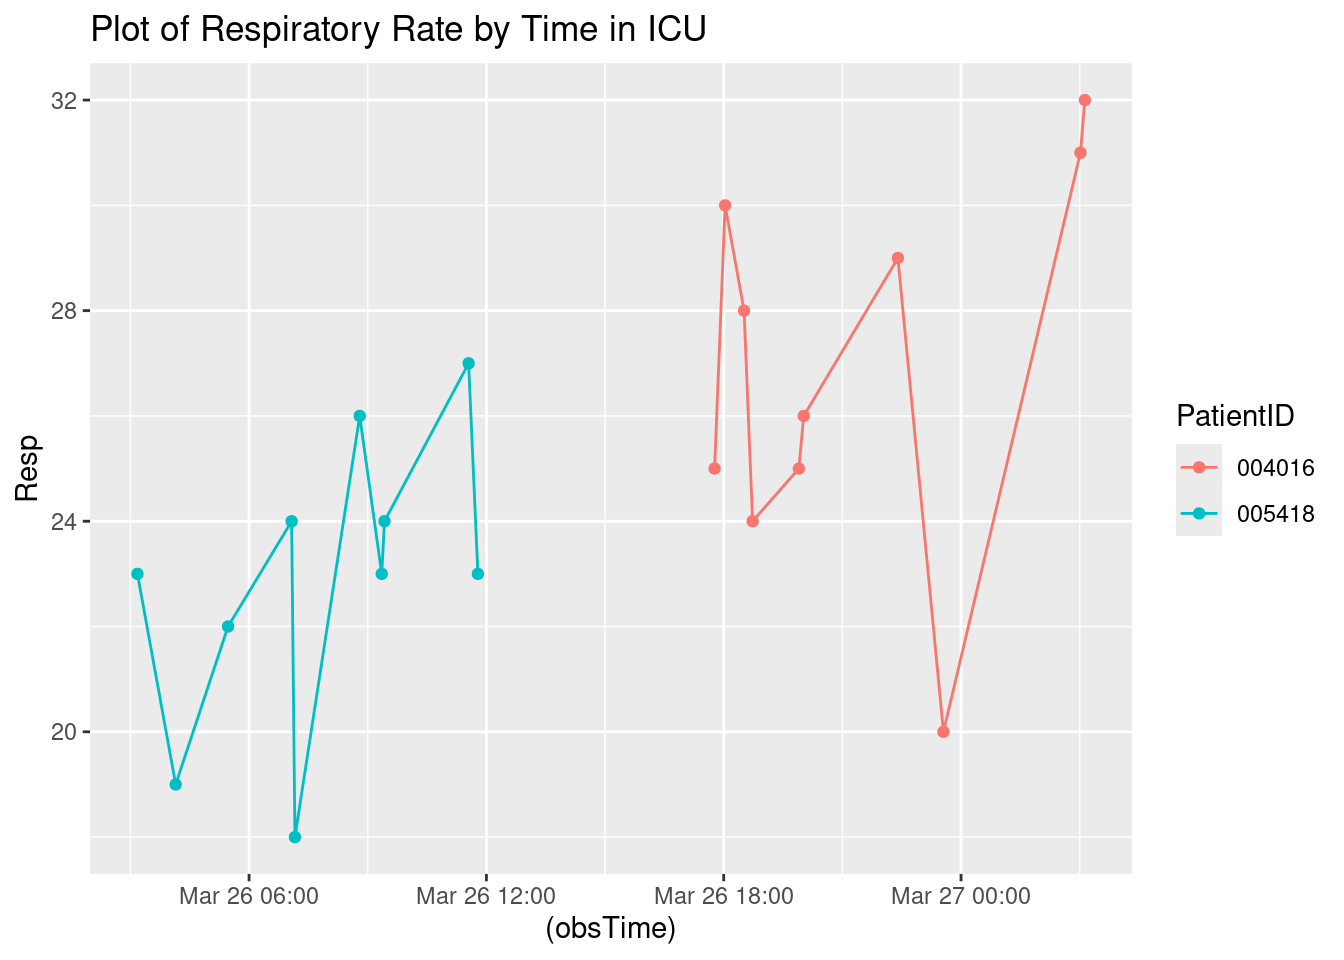 Plot of Respiratory Rate by Time in ICU
32
28
24
20
Resp
Mar 26 06:00
Mar 26 12:00
Mar 26 18:00
Mar 27 00:00
(obsTime)
PatientID
004016
005418